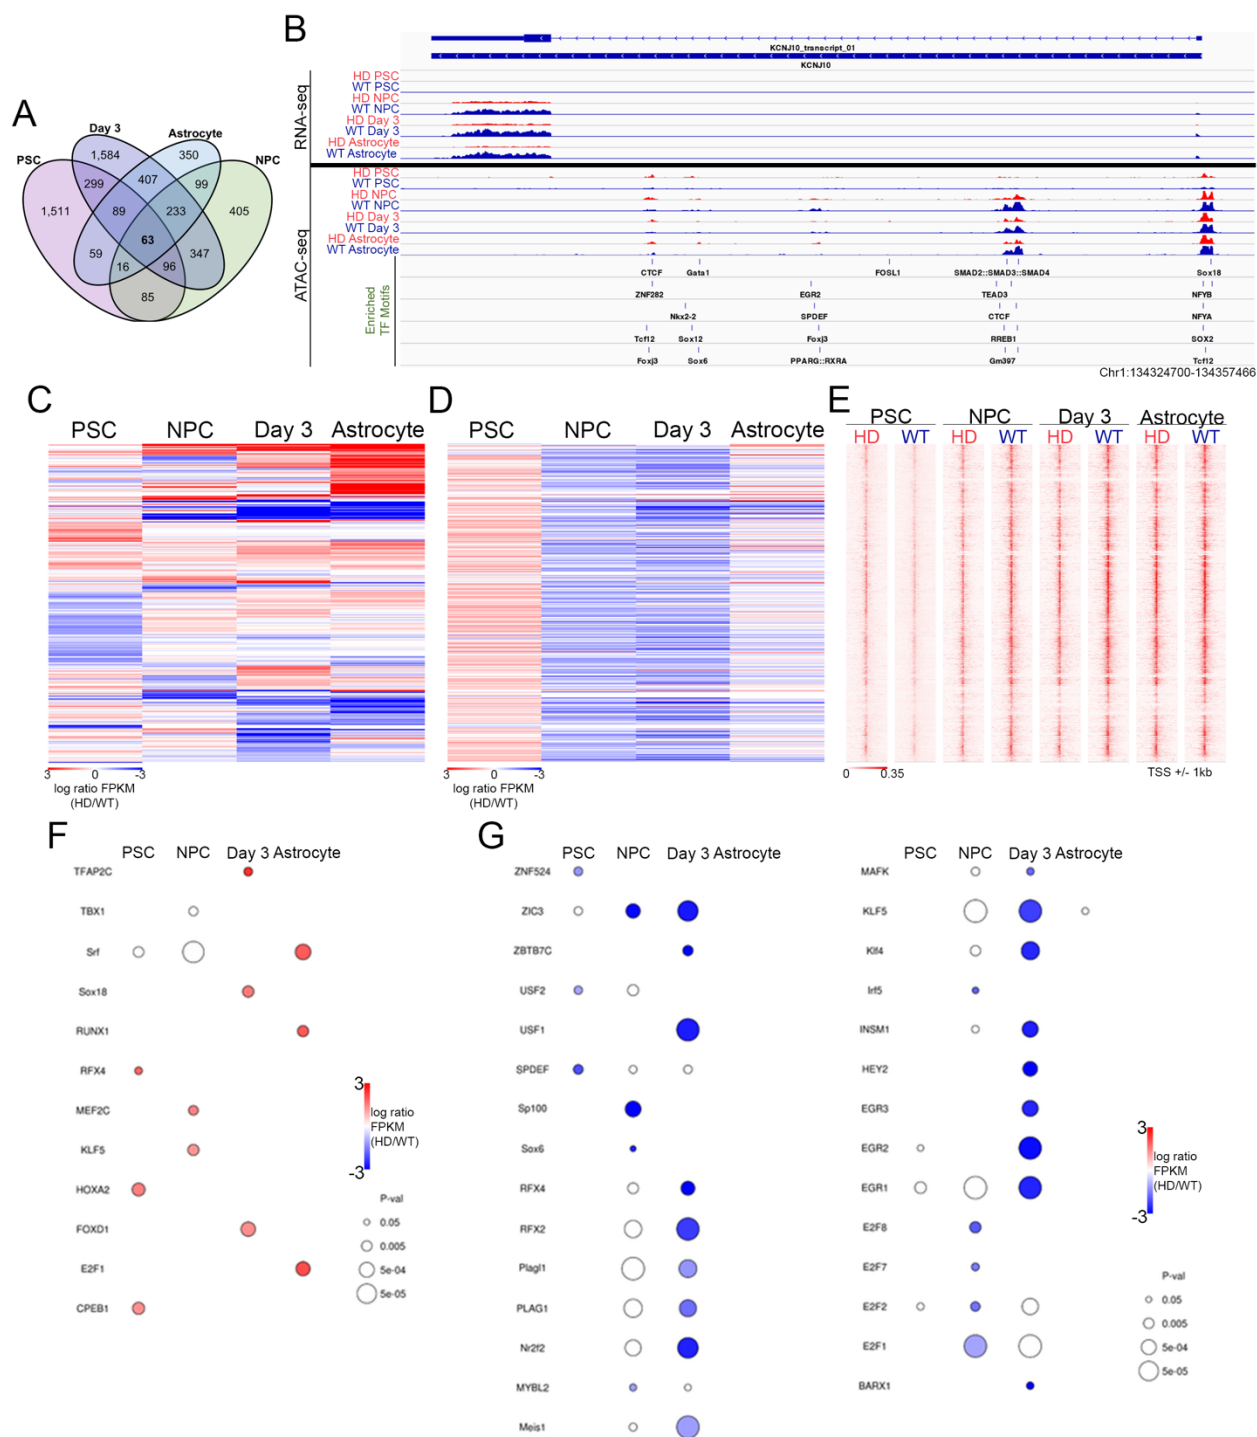 A
Day 3
Astrocyte
PSC
NPC
1,584
350
299
407
99
1,511
89
233
405
63
59
347
16
96
85
B
KCNJ10_transcript_01
KCNJ10
RNA-seq
HD PSC
WT PSC
HD NPC
WT NPC
HD Day 3
WT Day 3
HD Astrocyte
WT Astrocyte
ATAC-seq
HD PSC
WT PSC
HD NPC
WT NPC
HD Day 3
WT Day 3
HD Astrocyte
WT Astrocyte
Enriched
TF Motifs
CTCF Gata1 FOSL1 SMAD2::SMAD3::SMAD4 Sox18
ZNF282 EGR2 TEAD3 NFYB
Nkx2-2 SPDEF CTCF NFYA
Tcf12 Sox12 Foxj3 RREB1 SOX2
Foxj3 Sox6 PPARG::RXRA Gm397 Tcf12
Chr1:134324700-134357466
C
PSC NPC Day 3 Astrocyte
3 0 -3
log ratio FPKM
(HD/WT)
D
PSC NPC Day 3 Astrocyte
3 0 -3
log ratio FPKM
(HD/WT)
E
PSC NPC Day 3 Astrocyte
HD WT HD WT HD WT HD WT
0 0.35
TSS +/- 1kb
F
PSC NPC Day 3 Astrocyte
TFAP2C
TBX1
Srf
Sox18
RUNX1
RFX4
MEF2C
KLF5
HOXA2
FOXD1
E2F1
CPEB1
3
log ratio
FPKM
(HD/WT)
-3
P-val
0.05
0.005
5e-04
5e-05
G
PSC NPC Day 3 Astrocyte
ZNF524
ZIC3
ZBTB7C
USF2
USF1
SPDEF
Sp100
Sox6
RFX4
RFX2
Plagl1
PLAG1
Nr2f2
MYBL2
Meis1
PSC NPC Day 3 Astrocyte
MAFK
KLF5
Klf4
Irf5
INSM1
HEY2
EGR3
EGR2
EGR1
E2F8
E2F7
E2F2
E2F1
BARX1
3
log ratio
FPKM
(HD/WT)
-3
P-val
0.05
0.005
5e-04
5e-05